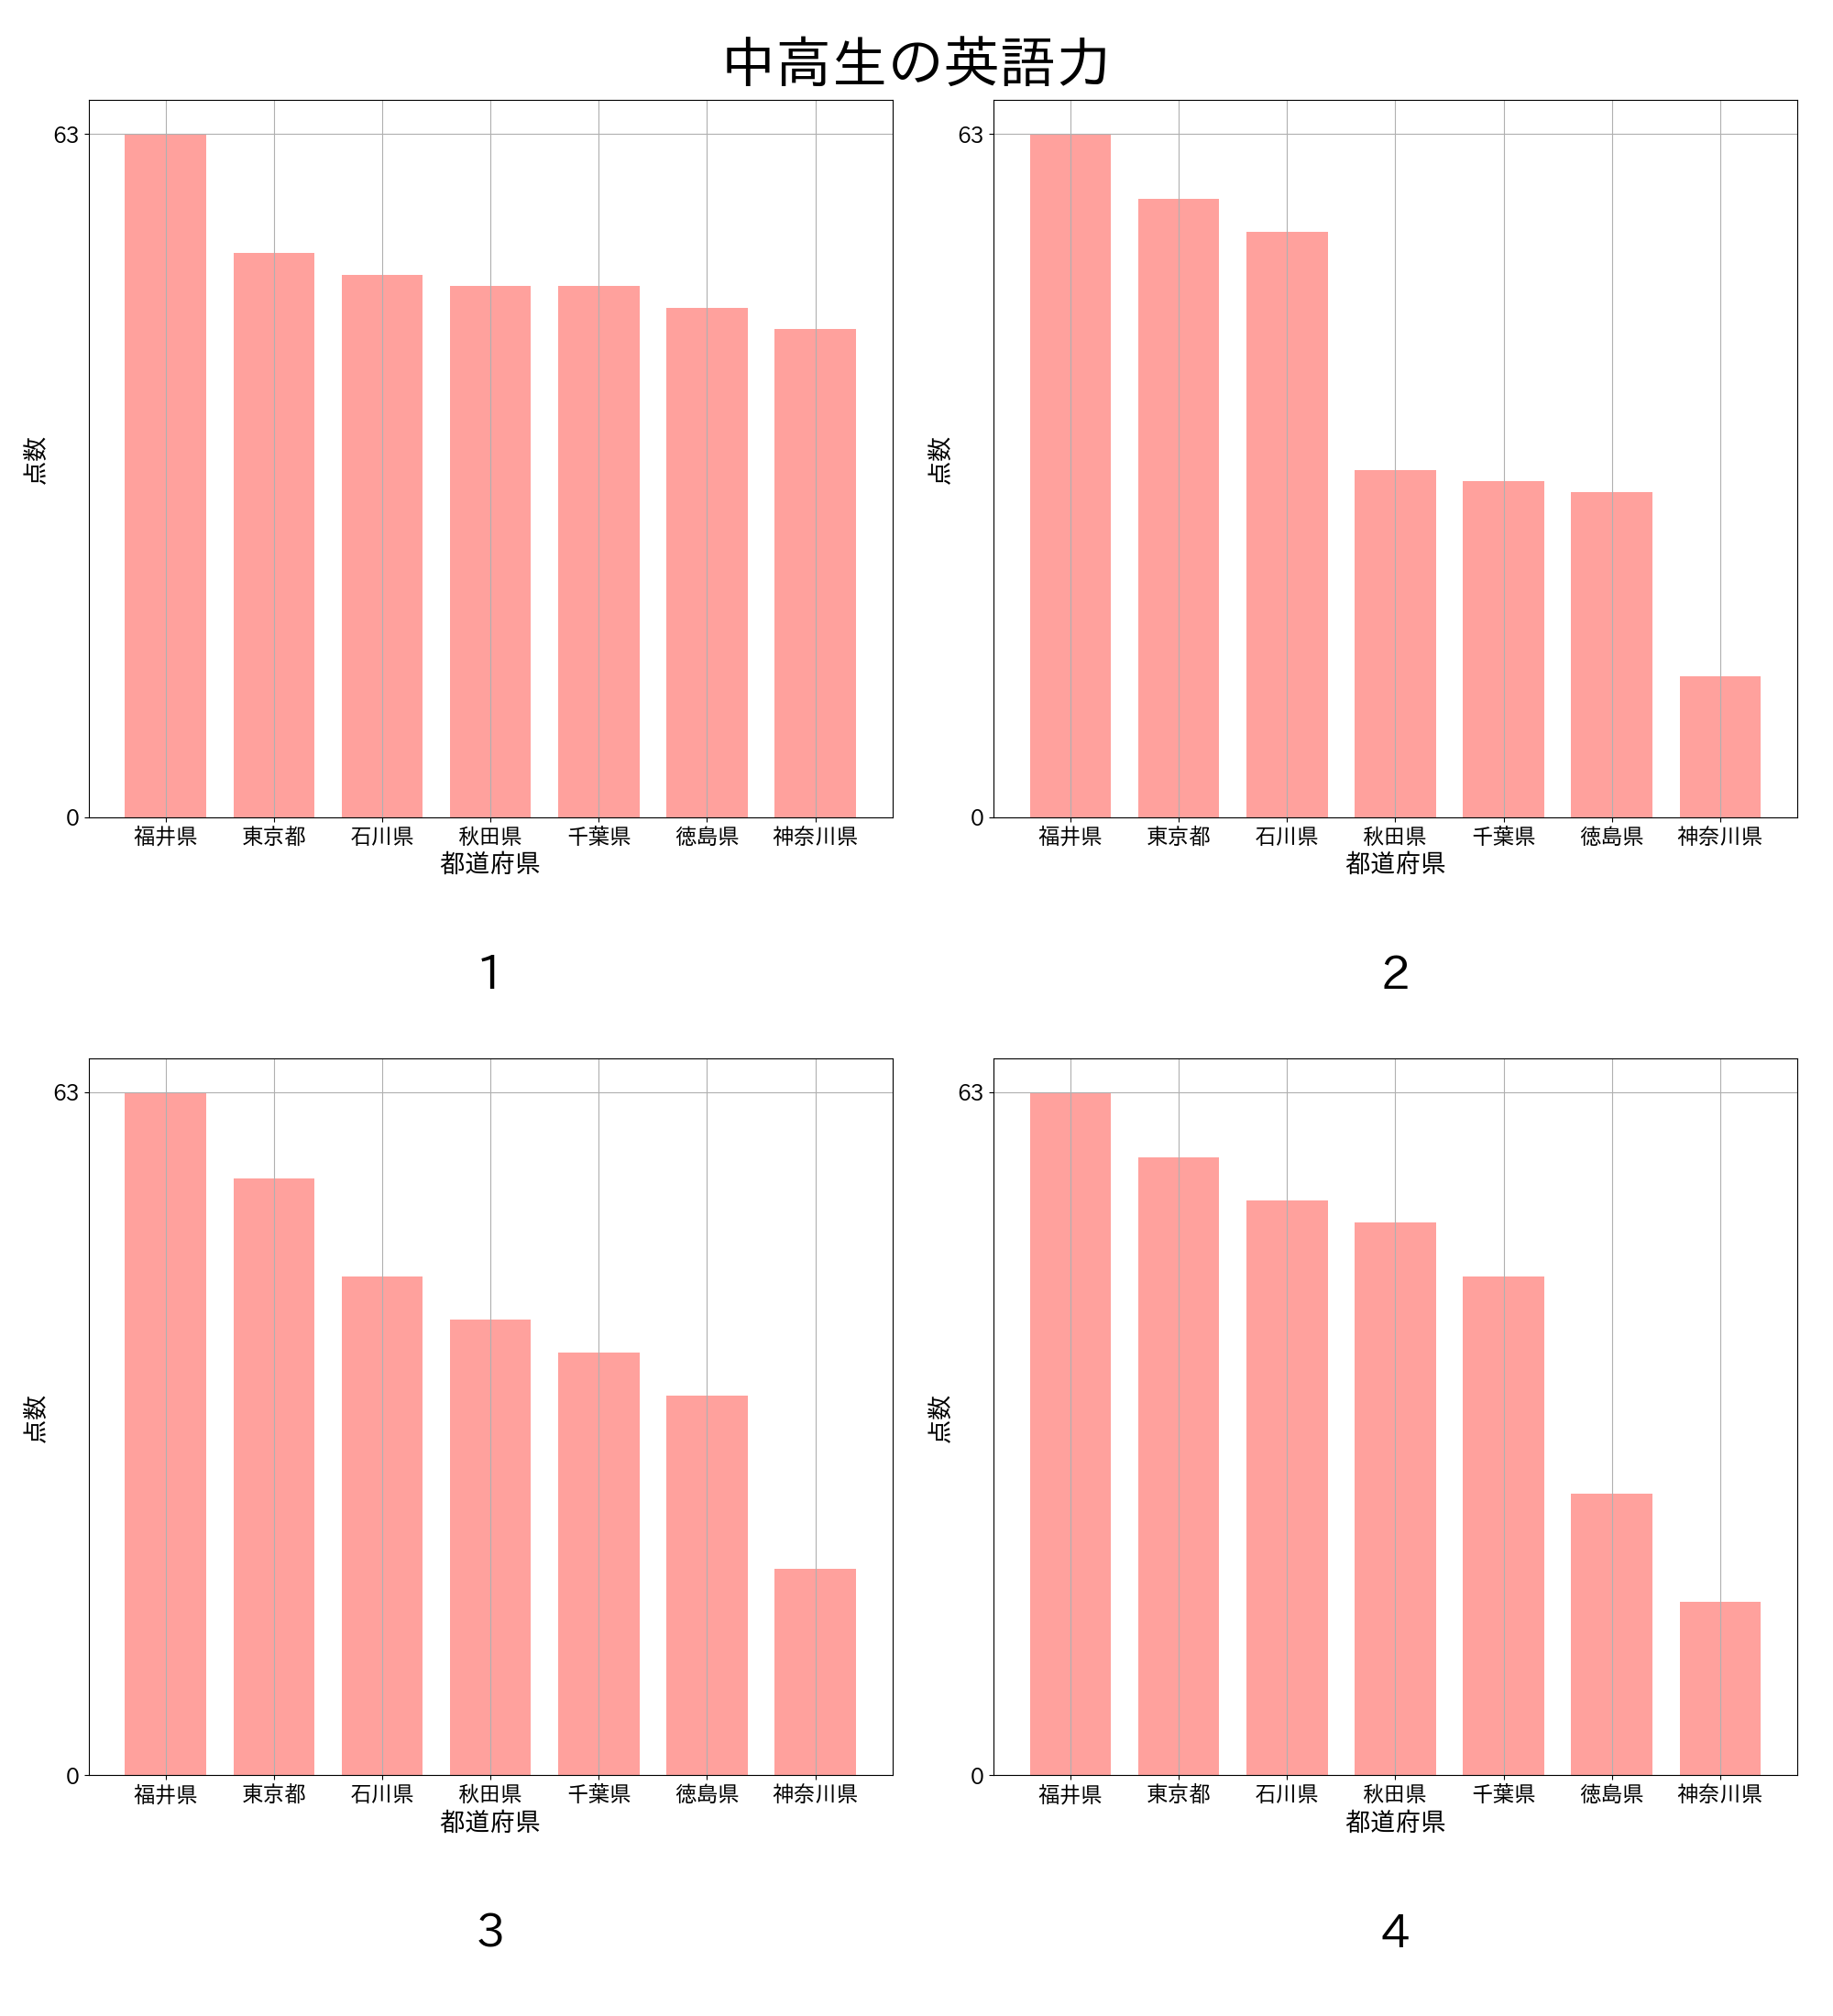 中高生の英語力
63
0
点数
福井県 東京都 石川県 秋田県 千葉県 徳島県 神奈川県
都道府県
1
63
0
点数
福井県 東京都 石川県 秋田県 千葉県 徳島県 神奈川県
都道府県
2
63
0
点数
福井県 東京都 石川県 秋田県 千葉県 徳島県 神奈川県
都道府県
3
63
0
点数
福井県 東京都 石川県 秋田県 千葉県 徳島県 神奈川県
都道府県
4